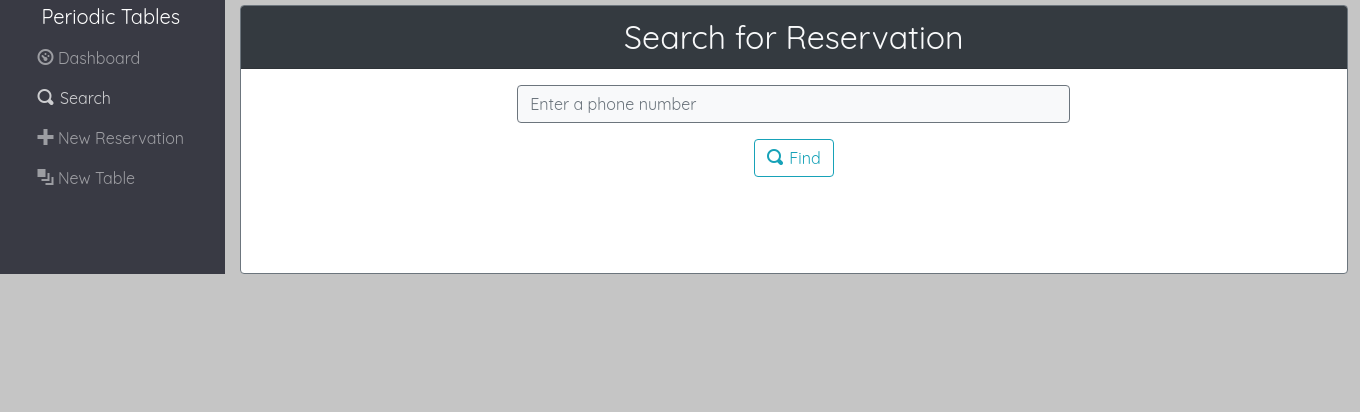 Periodic Tables
Dashboard
Search
New Reservation
New Table
Search for Reservation
Enter a phone number
Find